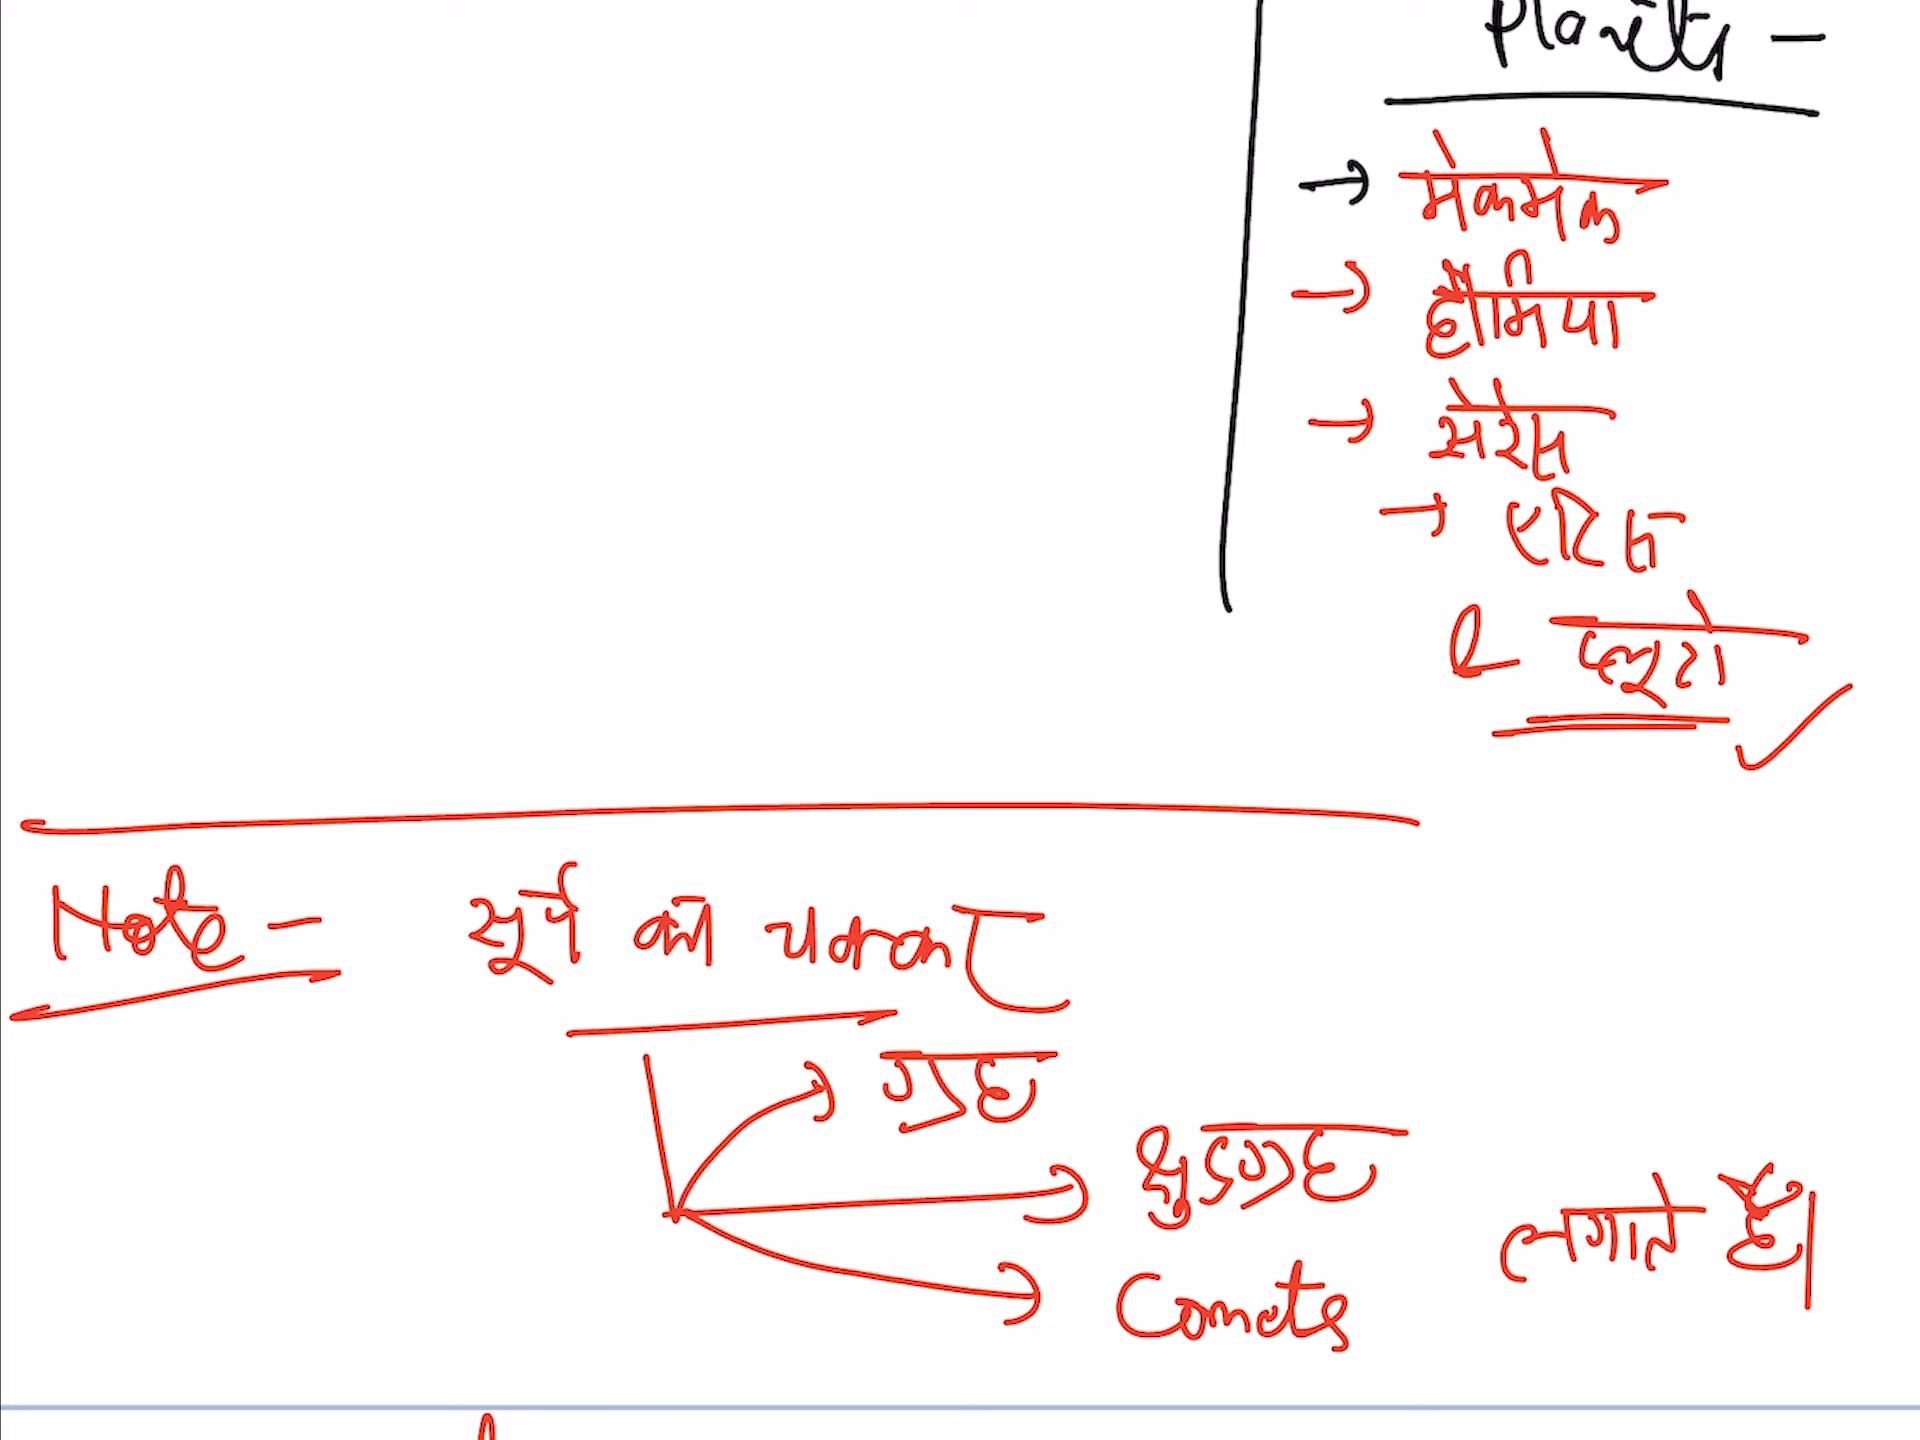 Planets -
→ मेकमेक
→ हौमिया
→ सेरेस
→ एरिस
& प्लूटो
Note - सूर्य का चक्कर
ग्रह
क्षुद्रग्रह
Comets
लगाते हैं।